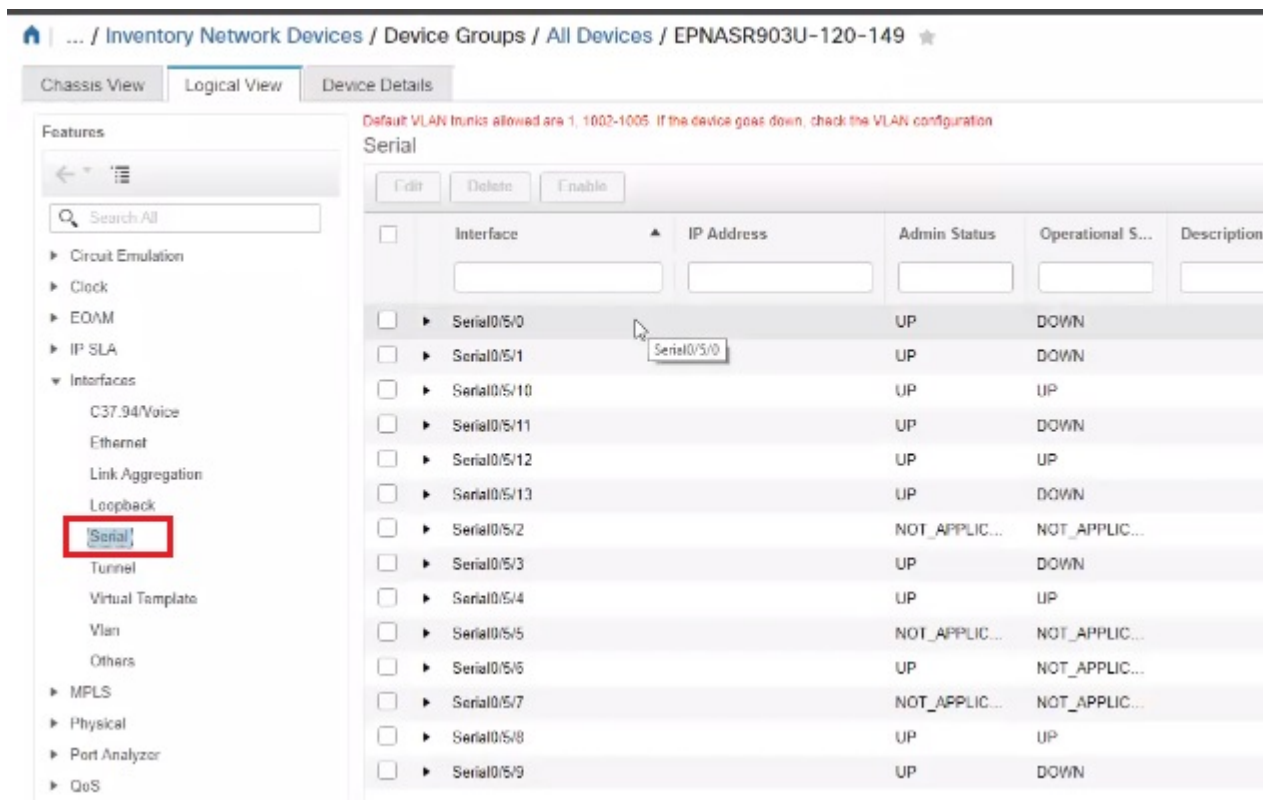 ... / Inventory Network Devices / Device Groups / All Devices / EPNASR903U-120-149
Chassis View Logical View Device Details
Features
Search All
Circuit Emulation
Clock
EOAM
IP SLA
Interfaces
C37.94/Voice
Ethernet
Link Aggregation
Loopback
Serial
Tunnel
Virtual Template
Vlan
Others
MPLS
Physical
Port Analyzer
QoS
Default VLAN trunks allowed are 1, 1002-1005. If the device goes down, check the VLAN configuration
Serial
Edit Delete Enable
Interface IP Address Admin Status Operational S... Description
Serial0/5/0 UP DOWN
Serial0/5/0
Serial0/5/1 UP DOWN
Serial0/5/10 UP UP
Serial0/5/11 UP DOWN
Serial0/5/12 UP UP
Serial0/5/13 UP DOWN
Serial0/5/2 NOT_APPLIC... NOT_APPLIC...
Serial0/5/3 UP DOWN
Serial0/5/4 UP UP
Serial0/5/5 NOT_APPLIC... NOT_APPLIC...
Serial0/5/6 UP NOT_APPLIC...
Serial0/5/7 NOT_APPLIC... NOT_APPLIC...
Serial0/5/8 UP UP
Serial0/5/9 UP DOWN